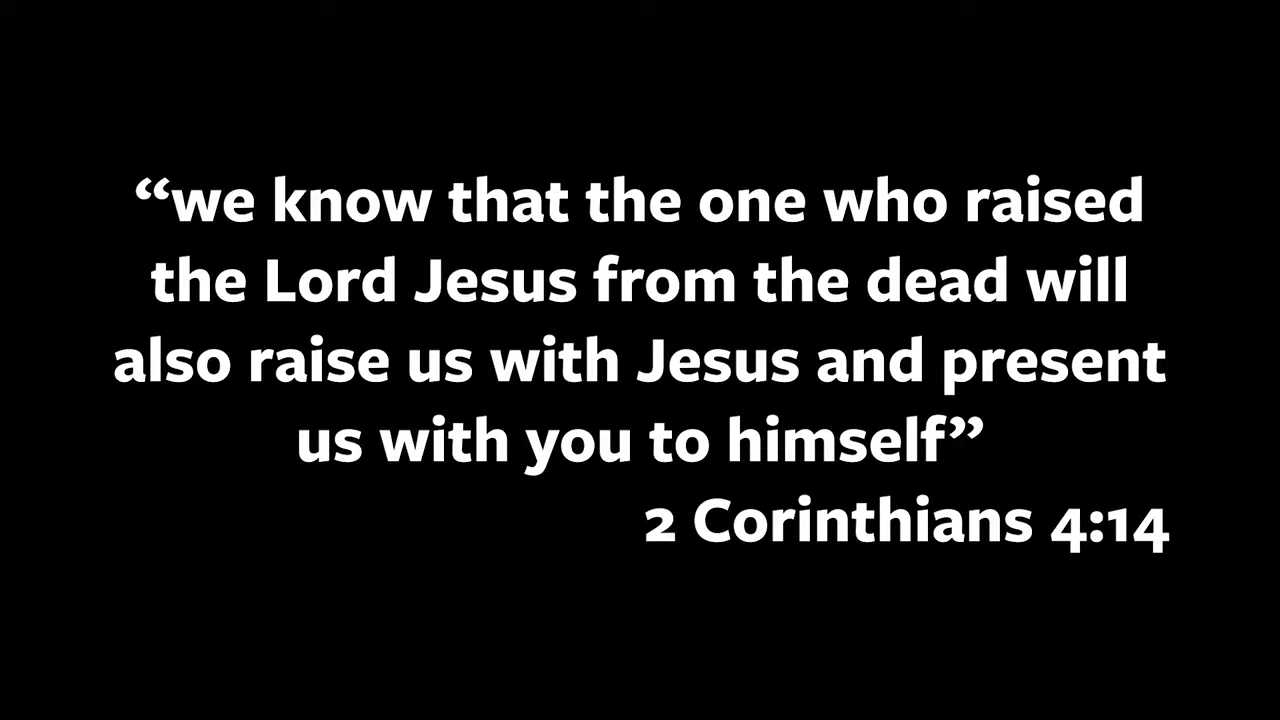 “we know that the one who raised
the Lord Jesus from the dead will
also raise us with Jesus and present
us with you to himself”
2 Corinthians 4:14